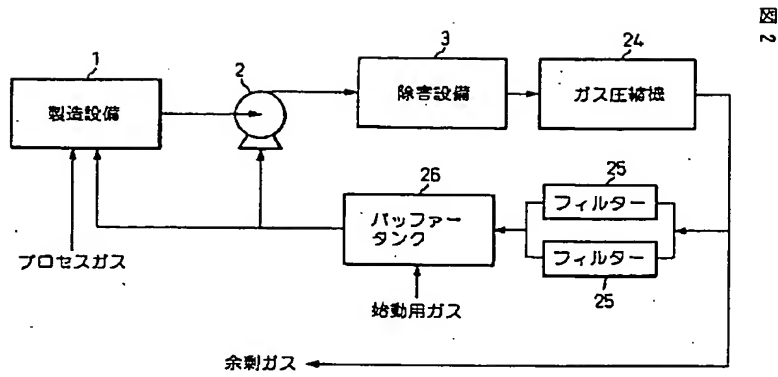 図2
1
製造設備
2
3
除害設備
24
ガス圧縮機
25
フィルター
フィルター
25
26
バッファー
タンク
プロセスガス
始動用ガス
余剰ガス